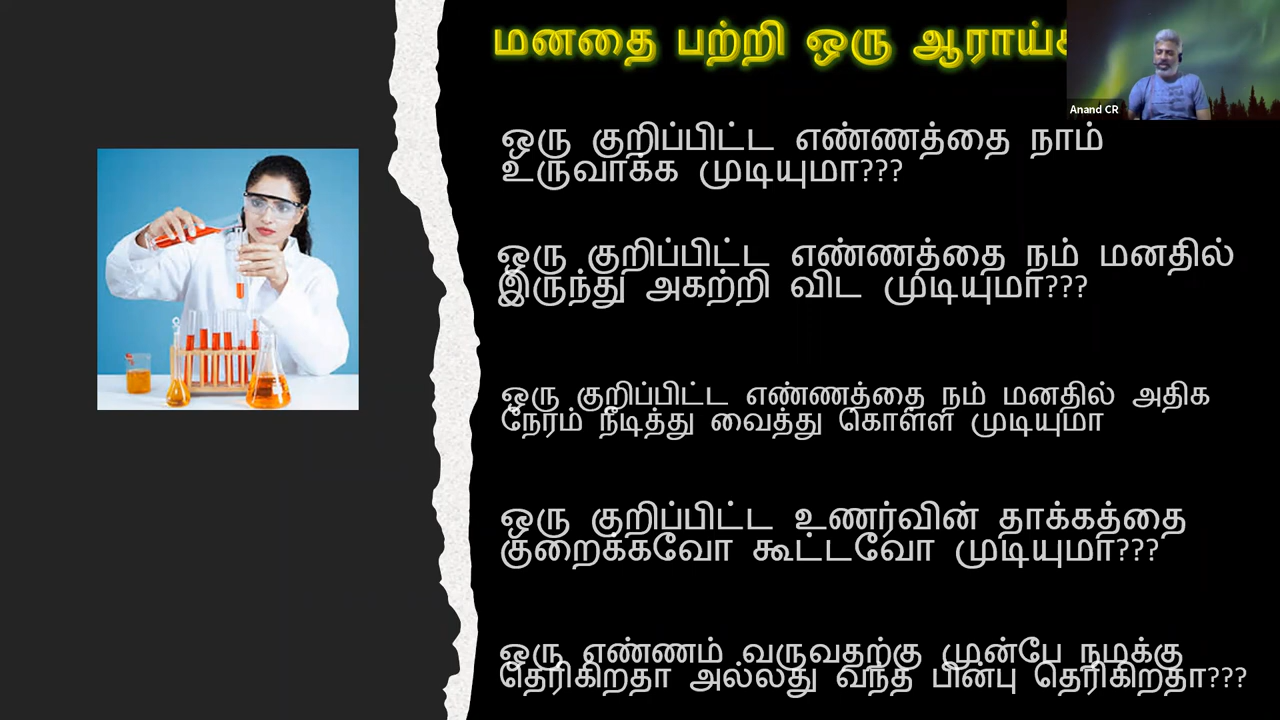 மனதை பற்றி ஒரு
Anand CR
ஒரு குறிப்பிட்ட எண்ணத்தை நாம்
உருவாக்க முடியுமா???
ஒரு குறிப்பிட்ட எண்ணத்தை நம் மனதில்
இருந்து அகற்றி விட முடியுமா???
ஒரு குறிப்பிட்ட எண்ணத்தை நம் மனதில் அதிக
நேரம் நீடித்து வைத்து கொள்ள முடியுமா
ஒரு குறிப்பிட்ட உணர்வின் தாக்கத்தை
குறைக்கவோ கூட்டவோ முடியுமா???
ஒரு எண்ணம் வருவதற்கு முன்பே நமக்கு
தெரிகிறதா அல்லது வந்த பின்பு தெரிகிறதா???